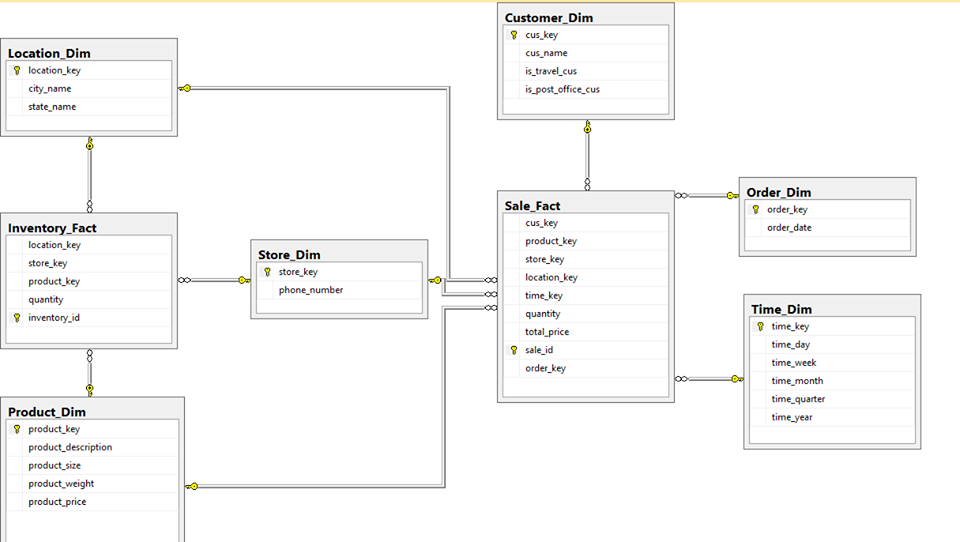 Location_Dim
location_key
city_name
state_name
Inventory_Fact
location_key
store_key
product_key
quantity
inventory_id
Product_Dim
product_key
product_description
product_size
product_weight
product_price
Store_Dim
store_key
phone_number
Customer_Dim
cus_key
cus_name
is_travel_cus
is_post_office_cus
Sale_Fact
cus_key
product_key
store_key
location_key
time_key
quantity
total_price
sale_id
order_key
Order_Dim
order_key
order_date
Time_Dim
time_key
time_day
time_week
time_month
time_quarter
time_year